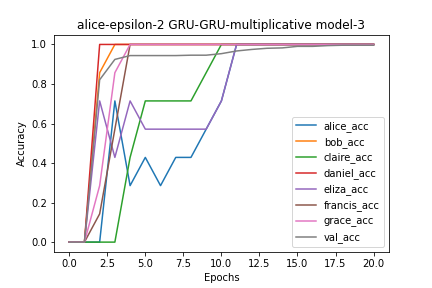 alice-epsilon-2 GRU-GRU-multiplicative model-3
Accuracy
1.0
0.8
0.6
0.4
0.2
0.0
alice_acc
bob_acc
claire_acc
daniel_acc
eliza_acc
francis_acc
grace_acc
val_acc
0.0 2.5 5.0 7.5 10.0 12.5 15.0 17.5 20.0
Epochs